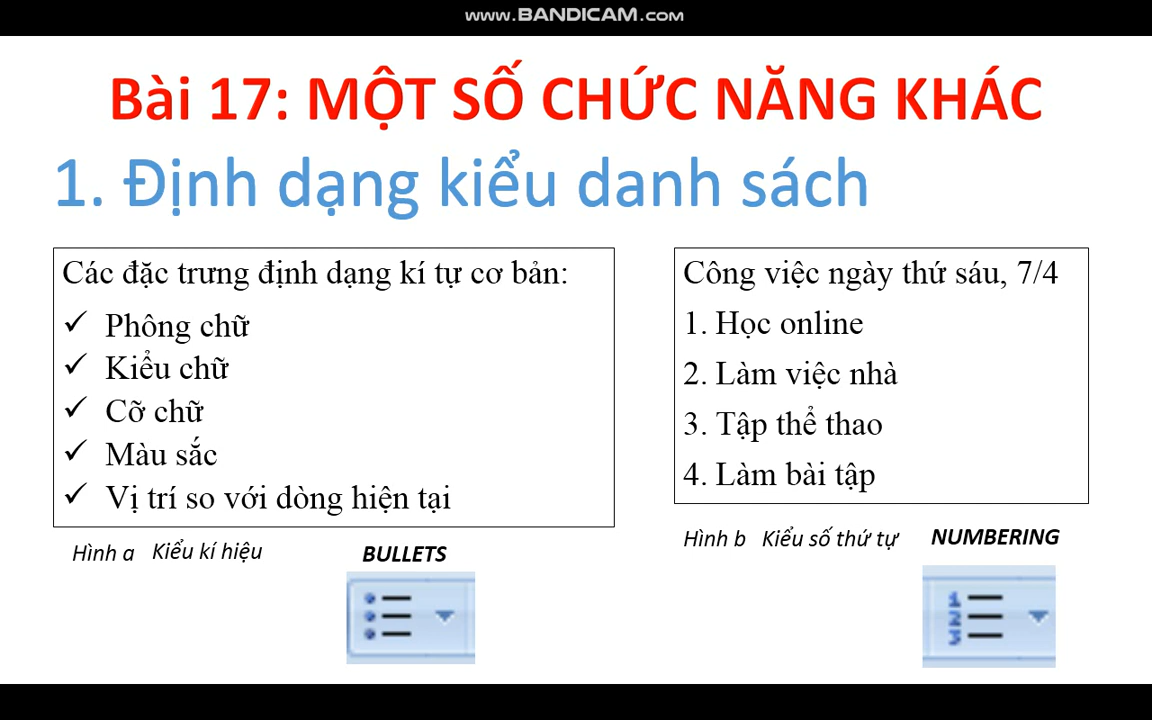 www.BANDICAM.com
Bài 17: MỘT SỐ CHỨC NĂNG KHÁC
1. Định dạng kiểu danh sách
Các đặc trưng định dạng kí tự cơ bản:
✓ Phông chữ
✓ Kiểu chữ
✓ Cỡ chữ
✓ Màu sắc
✓ Vị trí so với dòng hiện tại
Hình a Kiểu kí hiệu BULLETS
Công việc ngày thứ sáu, 7/4
1. Học online
2. Làm việc nhà
3. Tập thể thao
4. Làm bài tập
Hình b Kiểu số thứ tự NUMBERING